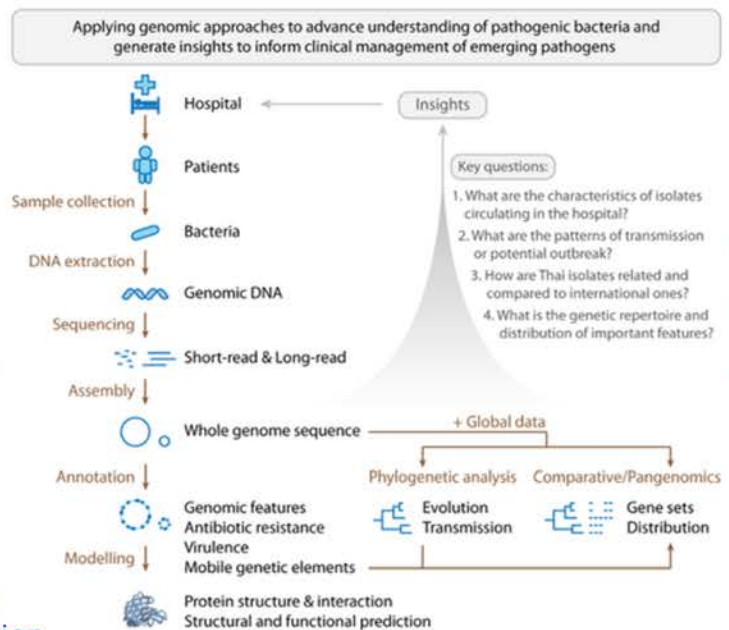 Applying genomic approaches to advance understanding of pathogenic bacteria and
generate insights to inform clinical management of emerging pathogens
Hospital
Insights
Patients
Key questions:
1. What are the characteristics of isolates
circulating in the hospital?
2. What are the patterns of transmission
or potential outbreak?
3. How are Thai isolates related and
compared to international ones?
4. What is the genetic repertoire and
distribution of important features?
Sample collection
Bacteria
DNA extraction
Genomic DNA
Sequencing
Short-read & Long-read
Assembly
Whole genome sequence
+ Global data
Annotation
Phylogenetic analysis
Comparative/Pangenomics
Evolution
Transmission
Gene sets
Distribution
Genomic features
Antibiotic resistance
Virulence
Mobile genetic elements
Modelling
Protein structure & interaction
Structural and functional prediction